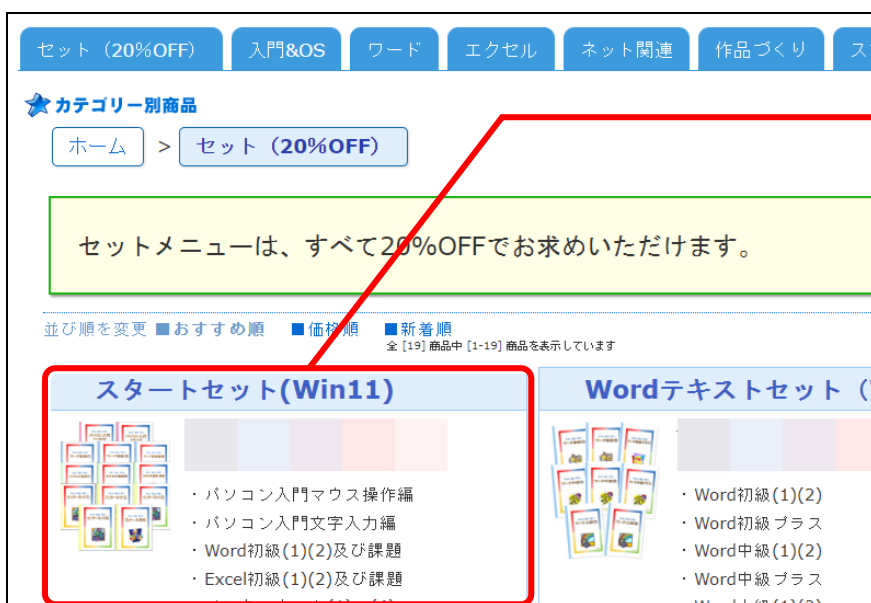 セット（20%OFF） 入門&OS ワード エクセル ネット関連 作品づくり ス
カテゴリー別商品
ホーム > セット（20%OFF）
セットメニューは、すべて20%OFFでお求めいただけます。
並び順を変更 ■おすすめ順 ■価格順 ■新着順
全 [19] 商品中 [1-19] 商品を表示しています
スタートセット(Win11)
・パソコン入門マウス操作編
・パソコン入門文字入力編
・Word初級(1)(2)及び課題
・Excel初級(1)(2)及び課題
Wordテキストセット（
・Word初級(1)(2)
・Word初級プラス
・Word中級(1)(2)
・Word中級プラス